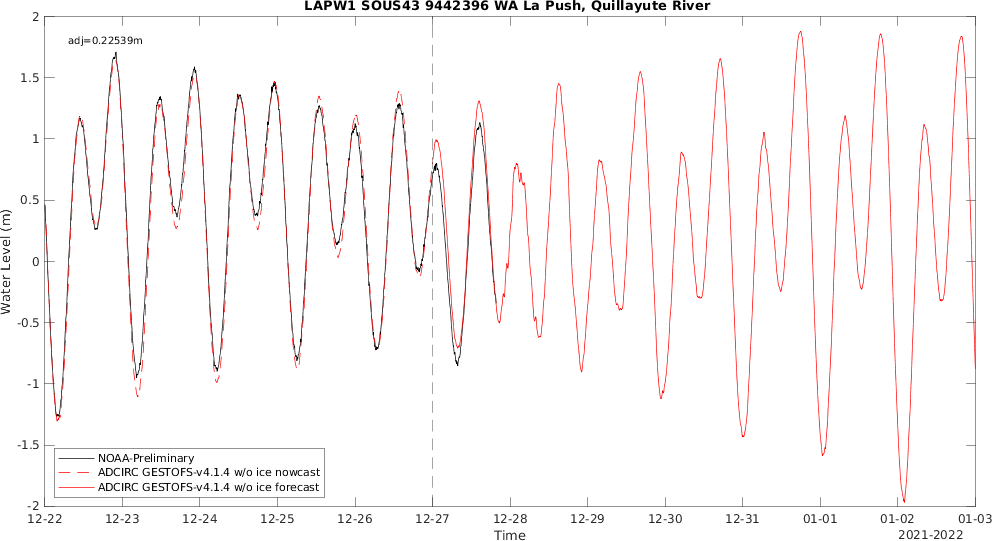 LAPW1 SOUS43 9442396 WA La Push, Quillayute River
adj=0.22539m
2
1.5
1
0.5
0
-0.5
-1
-1.5
-2
Water Level (m)
NOAA-Preliminary
ADCIRC GESTOFS-v4.1.4 w/o ice nowcast
ADCIRC GESTOFS-v4.1.4 w/o ice forecast
12-22 12-23 12-24 12-25 12-26 12-27 12-28 12-29 12-30 12-31 01-01 01-02 01-03
Time
2021-2022